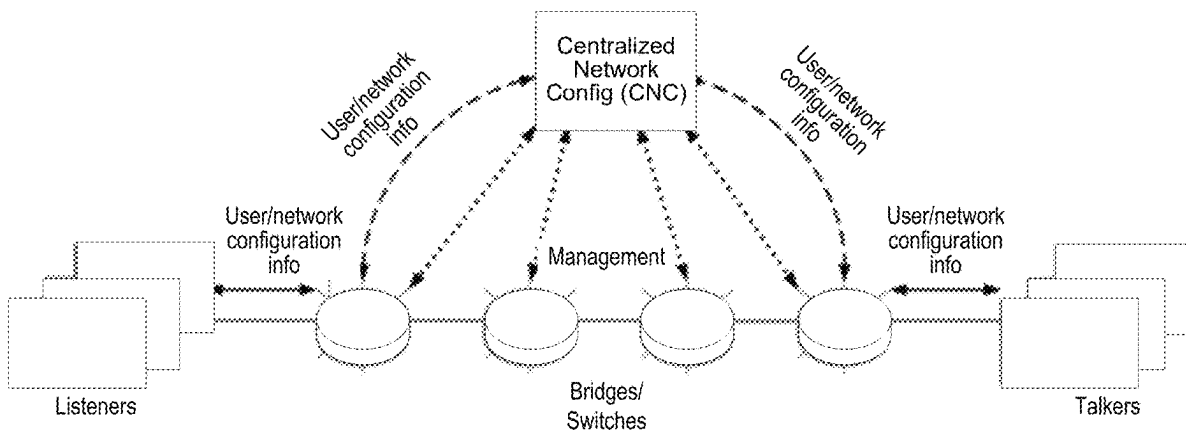 Centralized
Network
Config (CNC)
User/network
configuration
info
User/network
configuration
info
User/network
configuration
info
Management
User/network
configuration
info
Listeners
Bridges/
Switches
Talkers